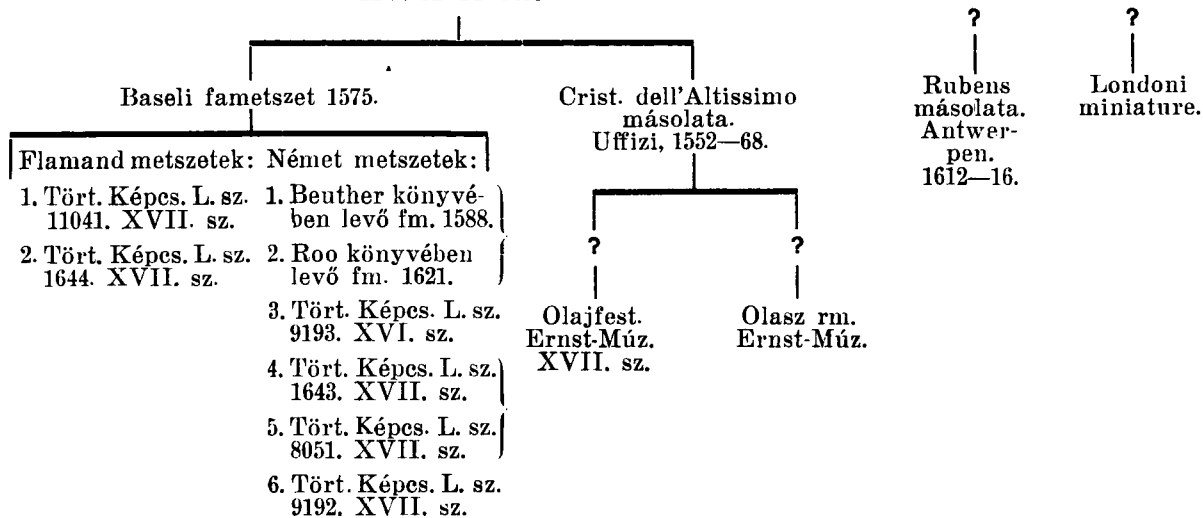 Baseli fametszet 1575.
Flamand metszetek:
1. Tört. Képcs. L. sz.
11041. XVII. sz.
2. Tört. Képcs. L. sz.
1644. XVII. sz.
Német metszetek:
1. Beuther könyvé-
ben levő fm. 1588.
2. Roo könyvében
levő fm. 1621.
3. Tört. Képcs. L. sz.
9193. XVI. sz.
4. Tört. Képcs. L. sz.
1643. XVII. sz.
5. Tört. Képcs. L. sz.
8051. XVII. sz.
6. Tört. Képcs. L. sz.
9192. XVII. sz.
Crist. dell'Altissimo
másolata.
Uffizi, 1552—68.
?
Olajfest.
Ernst-Múz.
XVII. sz.
?
Olasz rm.
Ernst-Múz.
?
Rubens
másolata.
Antwer-
pen.
1612—16.
?
Londoni
miniature.